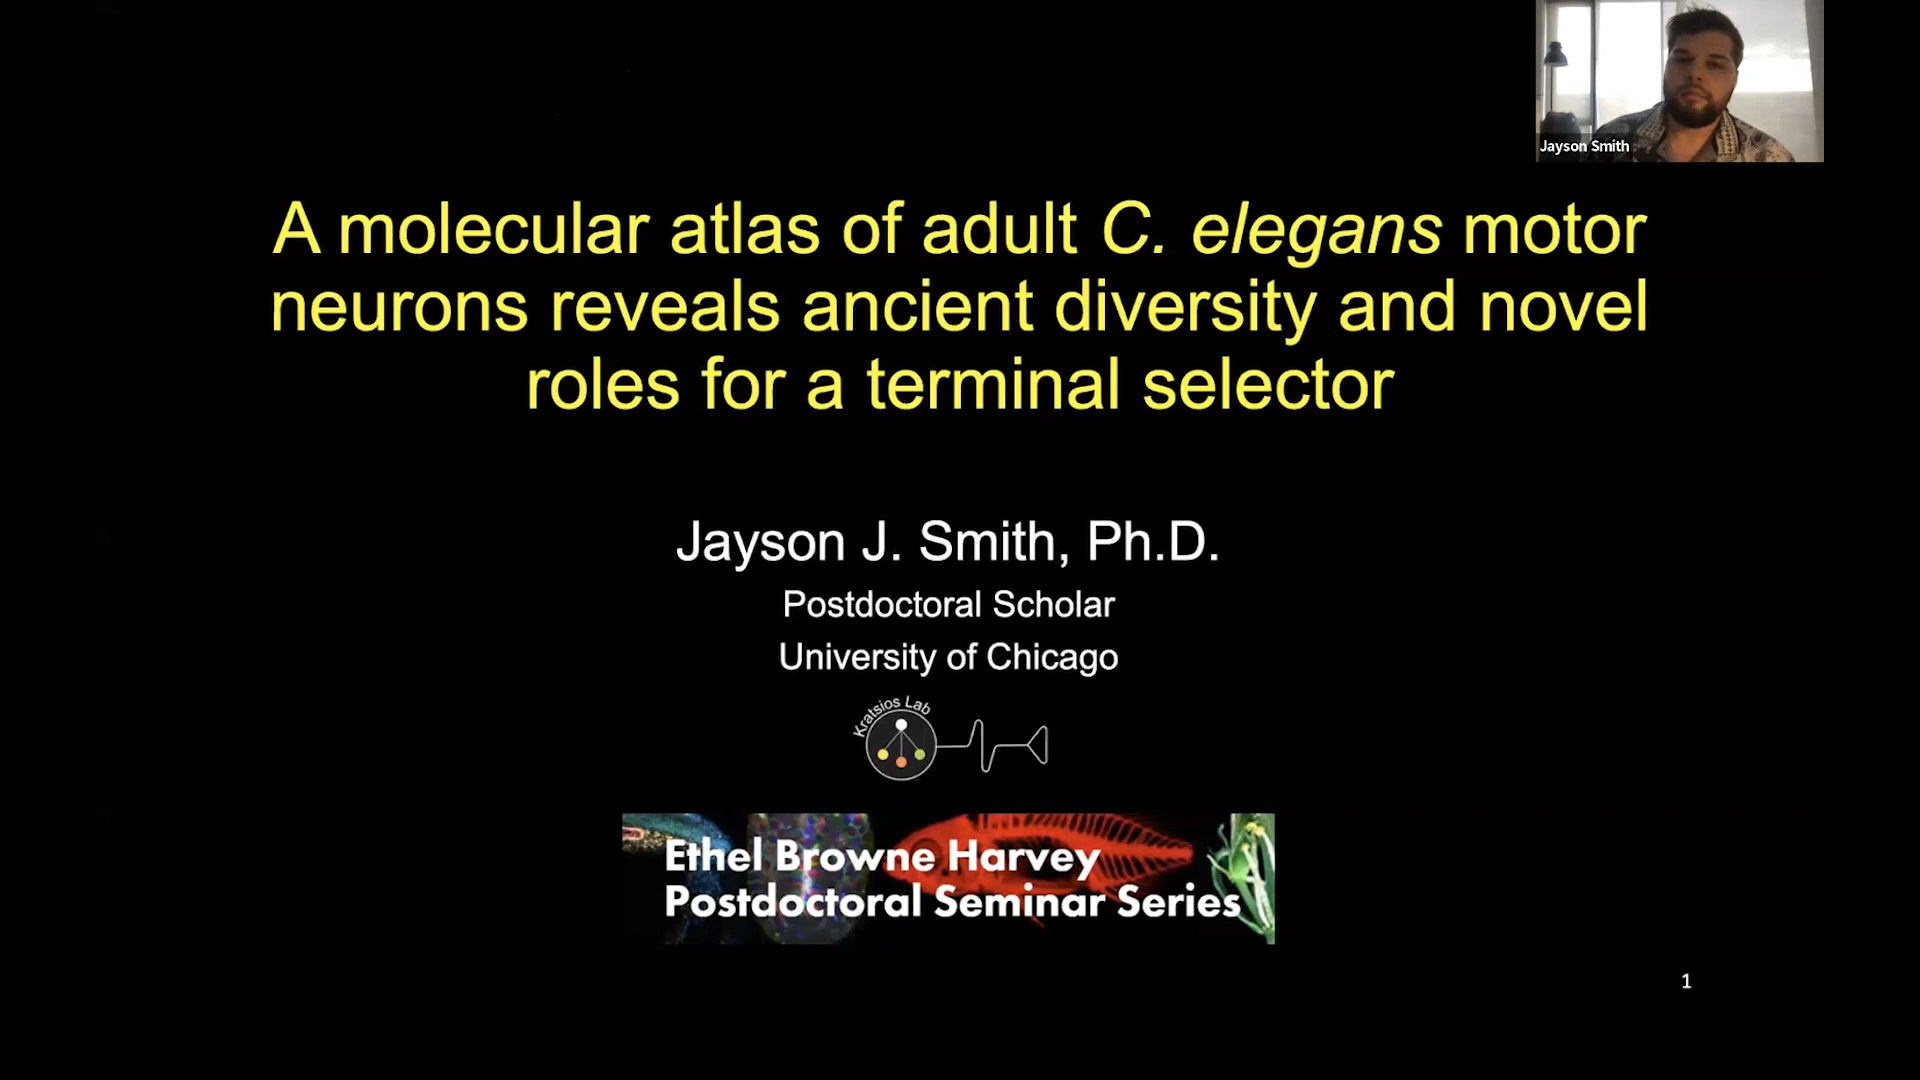 Jayson Smith
A molecular atlas of adult C. elegans motor
neurons reveals ancient diversity and novel
roles for a terminal selector
Jayson J. Smith, Ph.D.
Postdoctoral Scholar
University of Chicago
Kratsios Lab
Ethel Browne Harvey
Postdoctoral Seminar Series
1